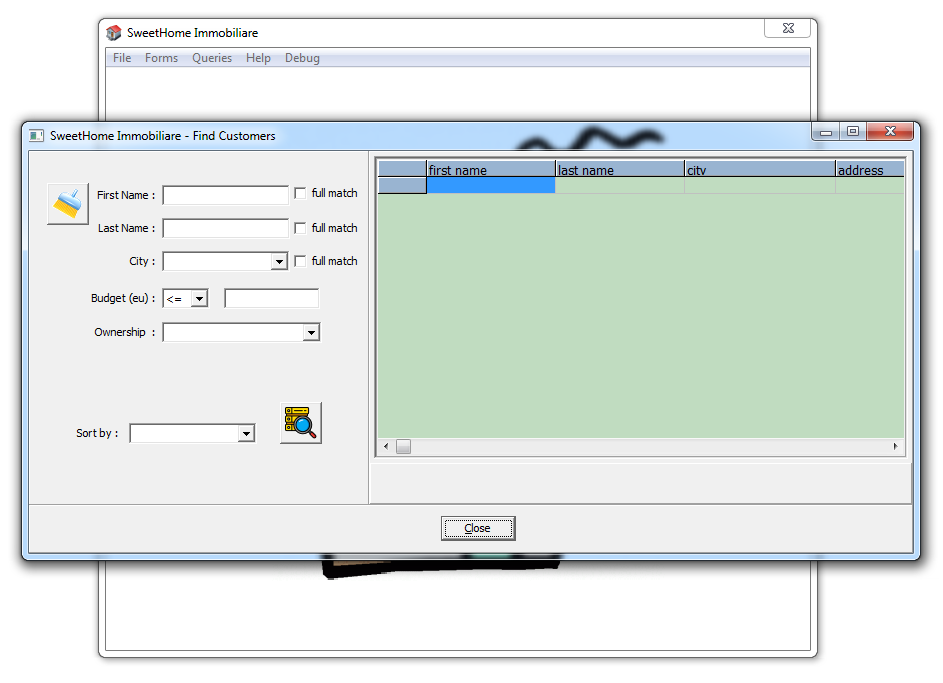 SweetHome Immobiliare
File Forms Queries Help Debug
SweetHome Immobiliare - Find Customers
First Name : full match
Last Name : full match
City : full match
Budget (eu) : <=
Ownership :
Sort by :
first name last name city address
Close